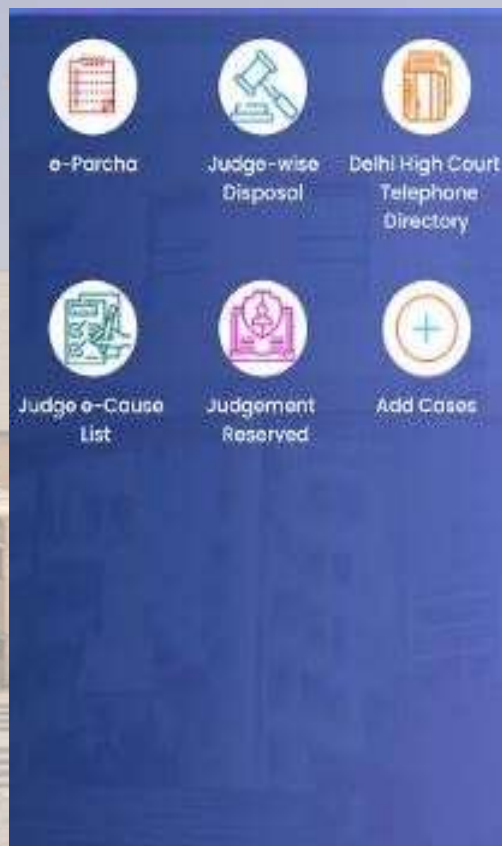 e-Parcha
Judge-wise
Disposal
Delhi High Court
Telephone
Directory
Judge e-Cause
List
Judgement
Reserved
Add Cases